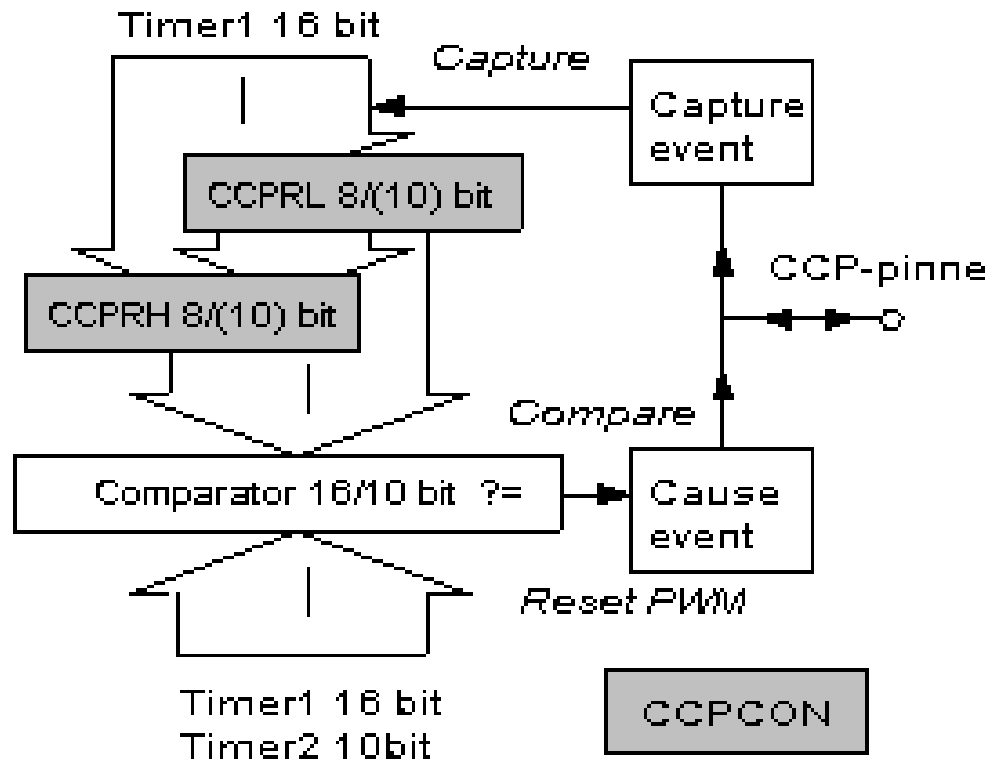 Timer1 16 bit
Capture
Capture
event
CCPRL 8/(10) bit
CCP-pinne
CCPRH 8/(10) bit
Compare
Comparator 16/10 bit ?=
Cause
event
Reset PWM
Timer1 16 bit
Timer2 10bit
CCPCON